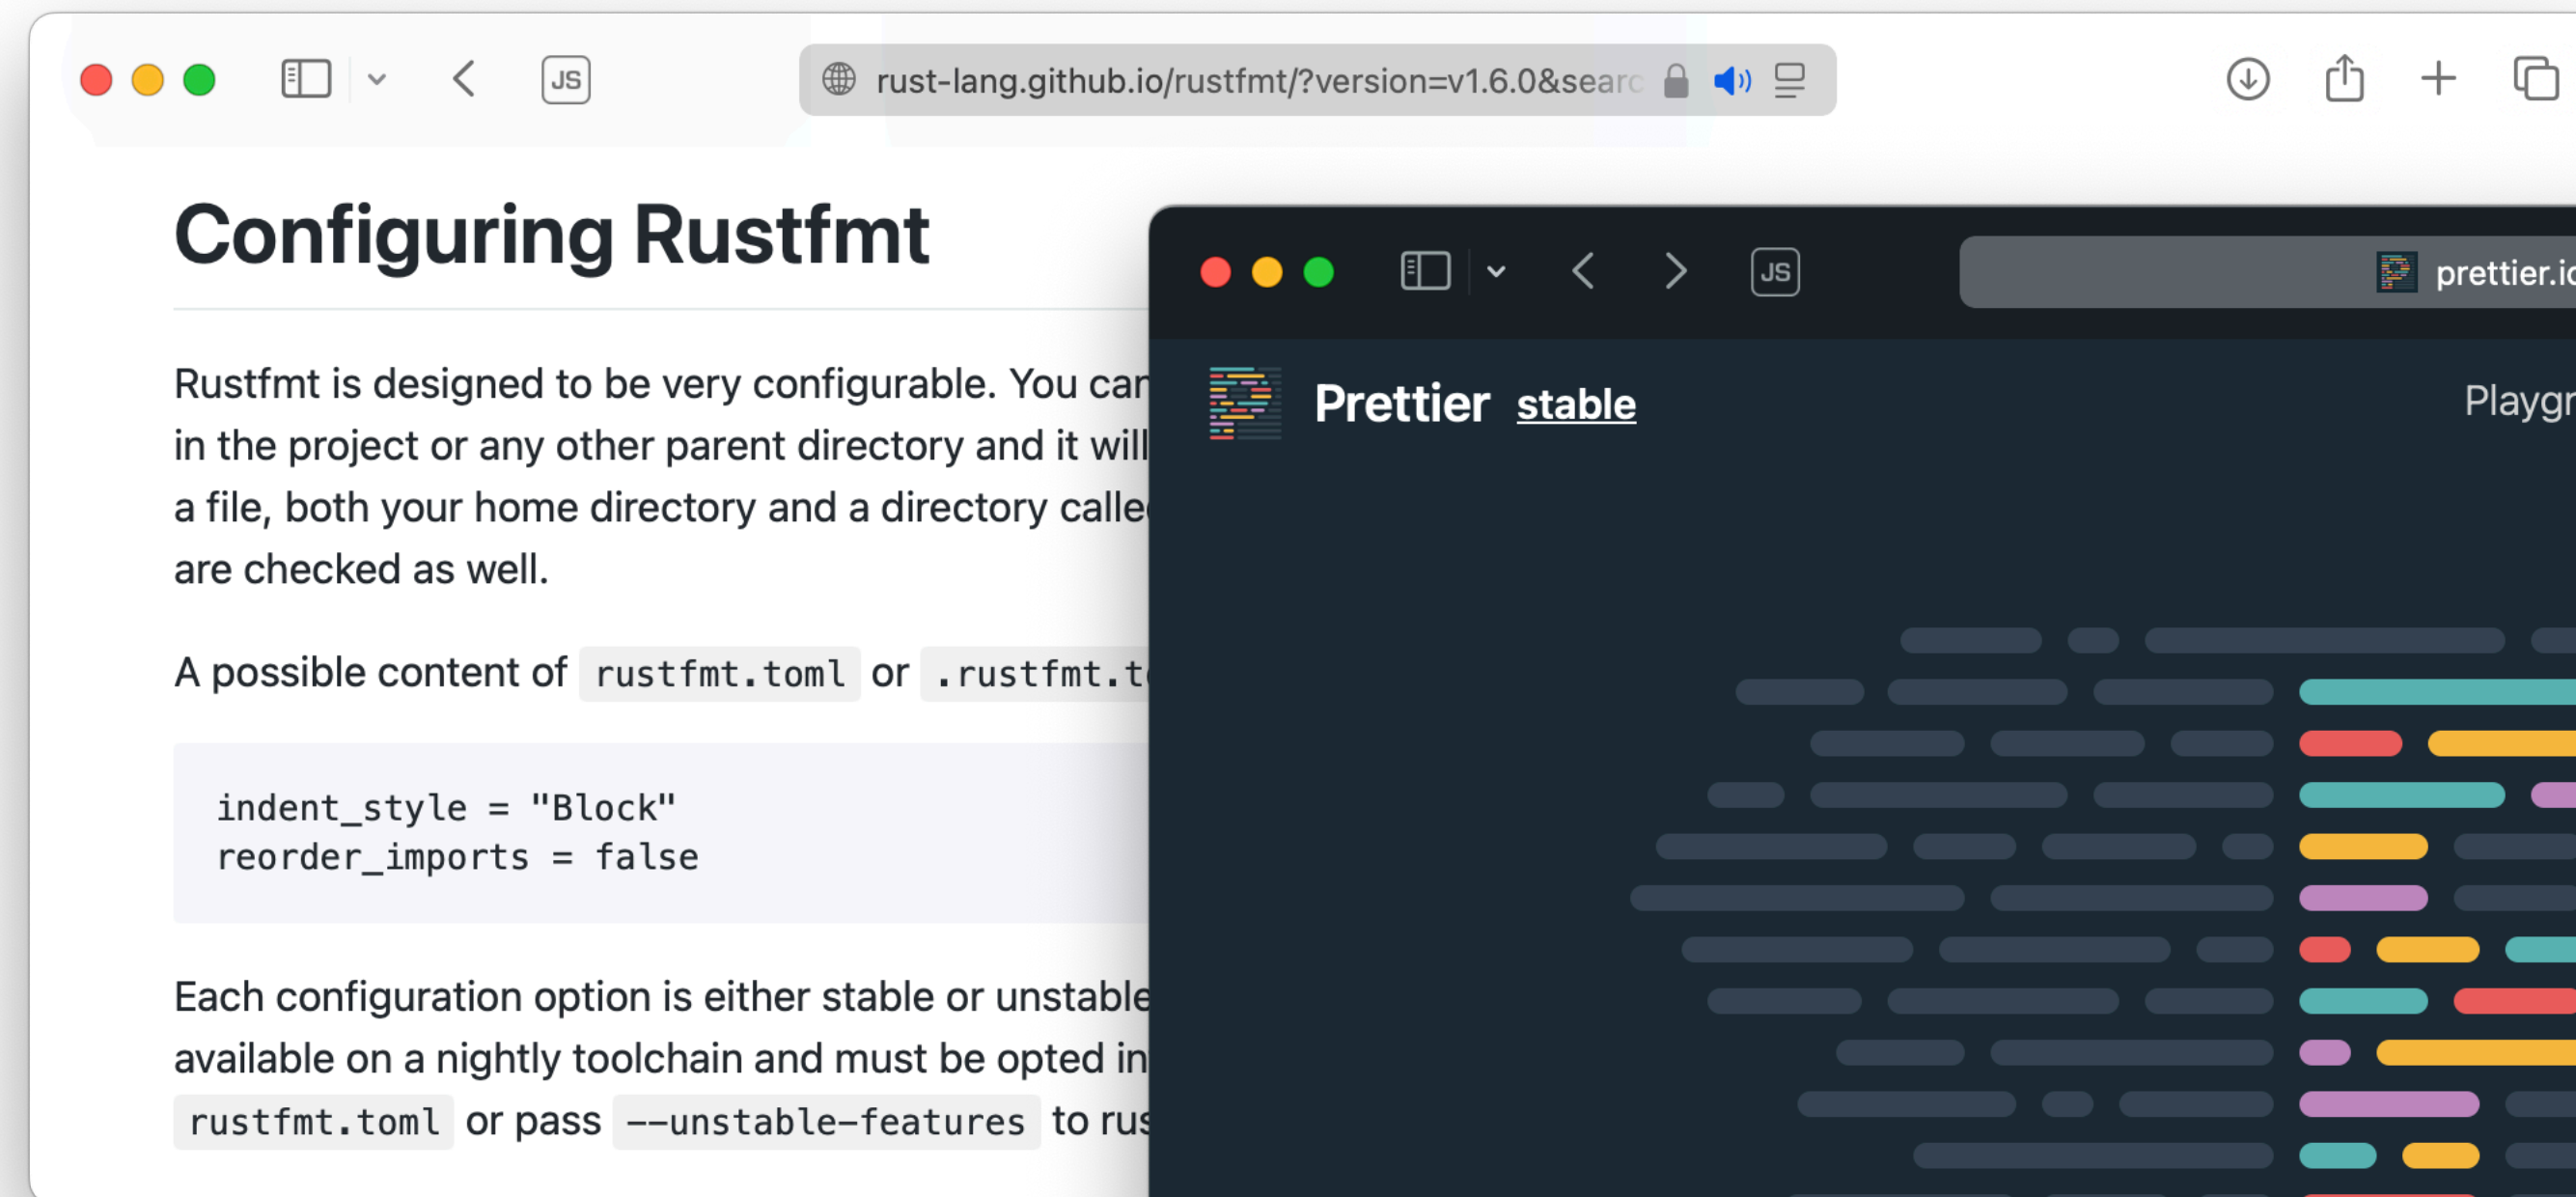 JS
rust-lang.github.io/rustfmt/?version=v1.6.0&searc
Configuring Rustfmt
Rustfmt is designed to be very configurable. You can
in the project or any other parent directory and it will
a file, both your home directory and a directory calle
are checked as well.
A possible content of rustfmt.toml or .rustfmt.t
indent_style = "Block"
reorder_imports = false
Each configuration option is either stable or unstable
available on a nightly toolchain and must be opted in
rustfmt.toml or pass --unstable-features to rus
JS
prettier.io
Prettier stable
Playgr